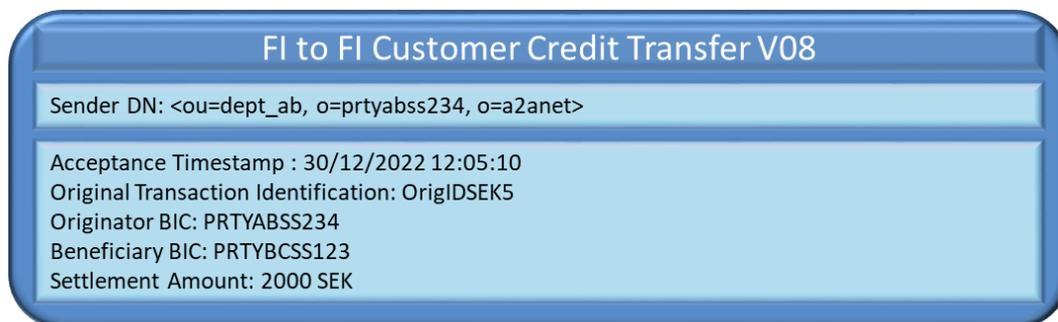 FI to FI Customer Credit Transfer V08
Sender DN: <ou=dept_ab, o=prtyabss234, o=a2anet>
Acceptance Timestamp : 30/12/2022 12:05:10
Original Transaction Identification: OrigIDSEK5
Originator BIC: PRTYABSS234
Beneficiary BIC: PRTYBCSS123
Settlement Amount: 2000 SEK